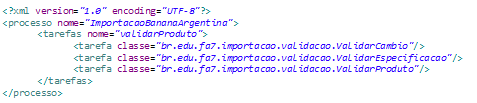 <?xml version="1.0" encoding="UTF-8"?>
<processo nome="ImportacaoBananaArgentina">
<tarefas nome="validarProduto">
<tarefa classe="br.edu.fa7.importacao.validacao.ValidarCambio"/>
<tarefa classe="br.edu.fa7.importacao.validacao.ValidarEspecificacao"/>
<tarefa classe="br.edu.fa7.importacao.validacao.ValidarProduto"/>
</tarefas>
</processo>